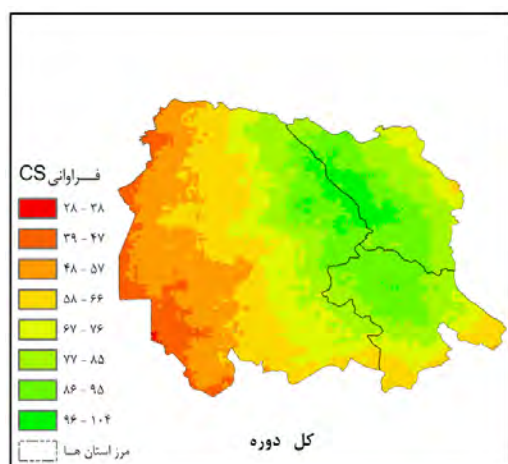 فراوانی CS
۲۸ - ۳۸
۳۹ - ۴۷
۴۸ - ۵۷
۵۸ - ۶۶
۶۷ - ۷۶
۷۷ - ۸۵
۸۶ - ۹۵
۹۶ - ۱۰۴
مرز استان ها
کل دوره